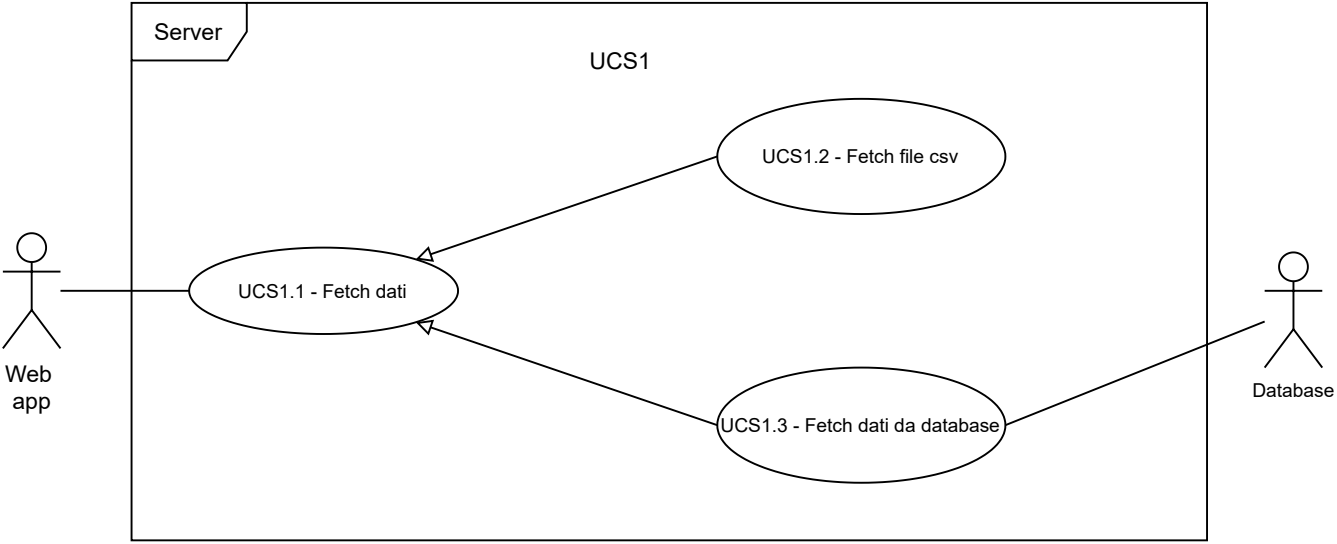 Server
UCS1
UCS1.2 - Fetch file csv
UCS1.1 - Fetch dati
Web
app
UCS1.3 - Fetch dati da database
Database